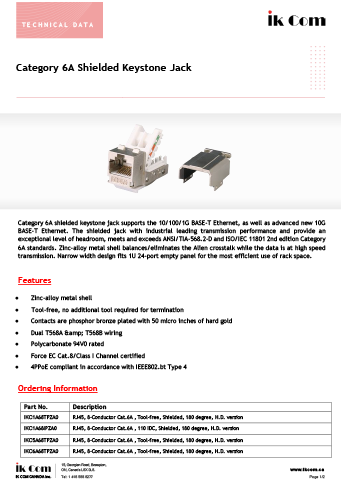 TECHNICAL DATA
ik Com
Category 6A Shielded Keystone Jack
Category 6A shielded keystone jack supports the 10/100/1G BASE-T Ethernet, as well as advanced new 10G
BASE-T Ethernet. The shielded jack with industrial leading transmission performance and provide an
exceptional level of headroom, meets and exceeds ANSI/TIA-568.2-D and ISO/IEC 11801 2nd edition Category
6A standards. Zinc-alloy metal shell balances/eliminates the Alien crosstalk while the data is at high speed
transmission. Narrow width design fits 1U 24-port empty panel for the most efficient use of rack space.
Features
• Zinc-alloy metal shell
• Tool-free, no additional tool required for termination
• Contacts are phosphor bronze plated with 50 micro inches of hard gold
• Dual T568A &amp; T568B wiring
• Polycarbonate 94V0 rated
• Force EC Cat.8/Class I Channel certified
• 4PPoE compliant in accordance with IEEE802.bt Type 4
Ordering Information
Part No. Description
IKC1A68TPZA0 RJ45, 8-Conductor Cat.6A , Tool-free, Shielded, 180 degree, H.D. version
IKC1A68IPZA0 RJ45, 8-Conductor Cat.6A , 110 IDC, Shielded, 180 degree, H.D. version
IKC5A68TPZA0 RJ45, 8-Conductor Cat.6A , Tool-free, Shielded, 180 degree, H.D. version
IKC6A68TPZA0 RJ45, 8-Conductor Cat.6A , Tool-free, Shielded, 180 degree, H.D. version
ik Com
IK COM CANADA Inc.
www.ikcom.ca
Page 1/2